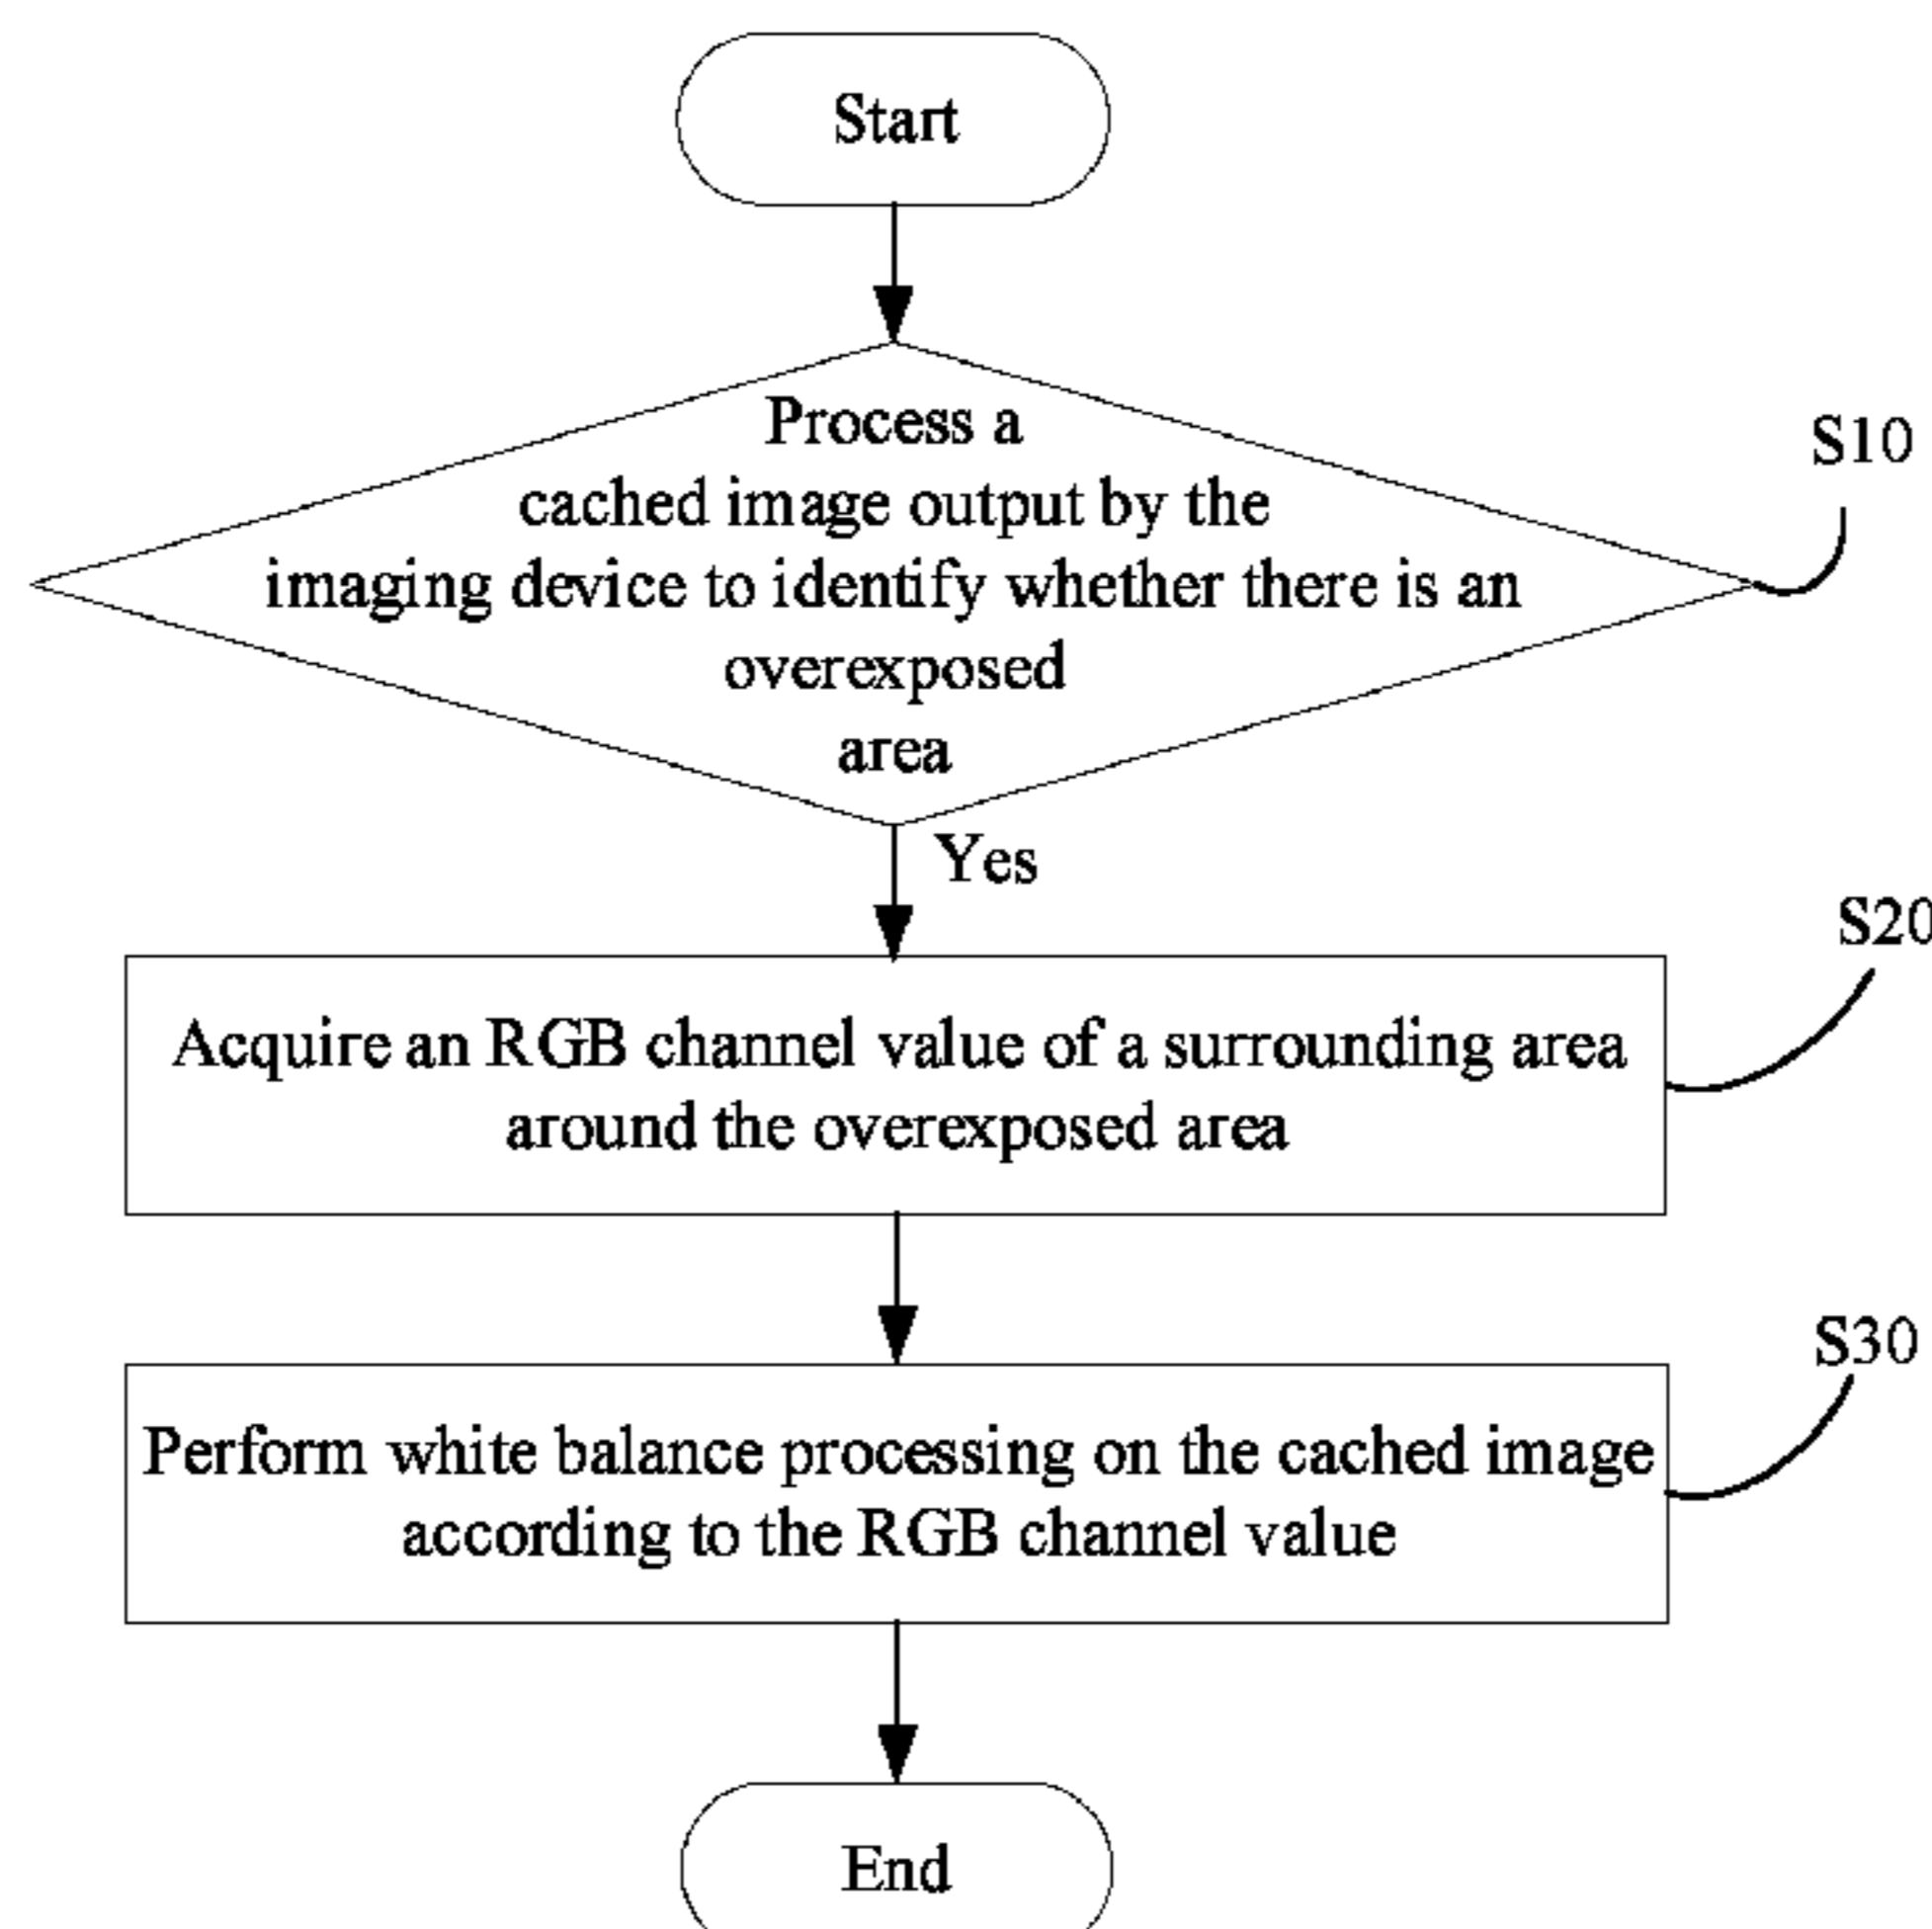 Start
Process a
cached image output by the
imaging device to identify whether there is an
overexposed
area
S10
Yes
S20
Acquire an RGB channel value of a surrounding area
around the overexposed area
S30
Perform white balance processing on the cached image
according to the RGB channel value
End